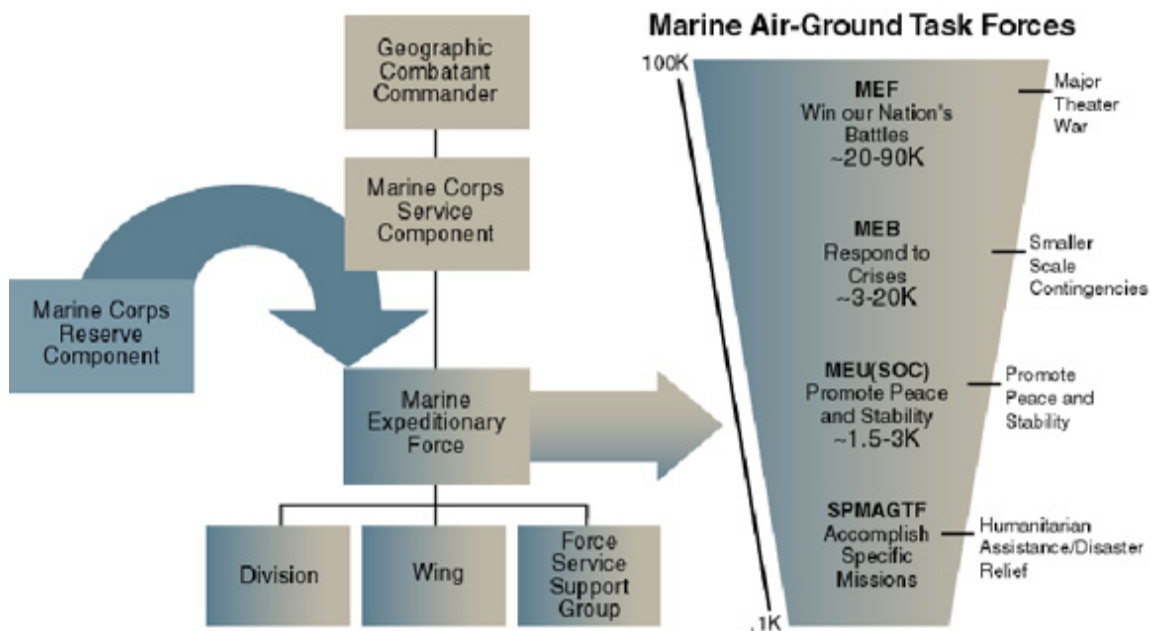 Geographic
Combatant
Commander
Marine Corps
Service
Component
Marine Corps
Reserve
Component
Marine
Expeditionary
Force
Division
Wing
Force
Service
Support
Group
Marine Air-Ground Task Forces
100K
MEF
Win our Nation's
Battles
~20-90K
Major
Theater
War
MEB
Respond to
Crises
~3-20K
Smaller
Scale
Contingencies
MEU(SOC)
Promote Peace
and Stability
~1.5-3K
Promote
Peace and
Stability
SPMAGTF
Accomplish
Specific
Missions
Humanitarian
Assistance/Disaster
Relief
.1K